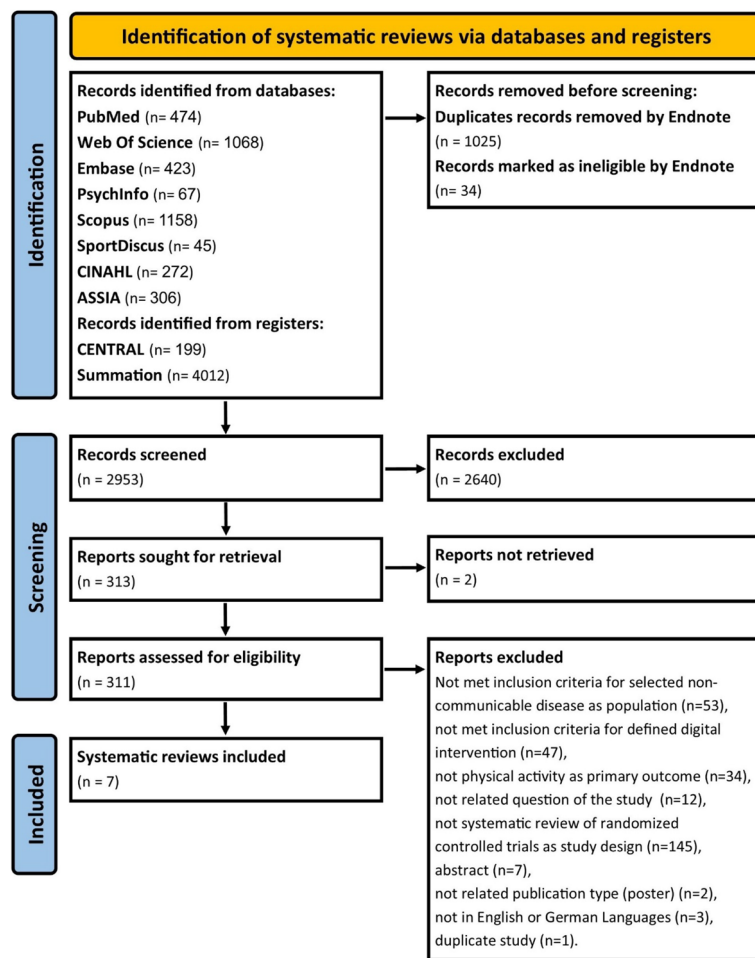 Identification of systematic reviews via databases and registers
Identification
Records identified from databases:
PubMed (n= 474)
Web Of Science (n= 1068)
Embase (n= 423)
PsychInfo (n= 67)
Scopus (n= 1158)
SportDiscus (n= 45)
CINAHL (n= 272)
ASSIA (n= 306)
Records identified from registers:
CENTRAL (n= 199)
Summation (n= 4012)
Records removed before screening:
Duplicates records removed by Endnote
(n = 1025)
Records marked as ineligible by Endnote
(n= 34)
Screening
Records screened
(n = 2953)
Records excluded
(n = 2640)
Reports sought for retrieval
(n = 313)
Reports not retrieved
(n = 2)
Reports assessed for eligibility
(n = 311)
Reports excluded
Not met inclusion criteria for selected non-
communicable disease as population (n=53),
not met inclusion criteria for defined digital
intervention (n=47),
not physical activity as primary outcome (n=34),
not related question of the study (n=12),
not systematic review of randomized
controlled trials as study design (n=145),
abstract (n=7),
not related publication type (poster) (n=2),
not in English or German Languages (n=3),
duplicate study (n=1).
Included
Systematic reviews included
(n = 7)